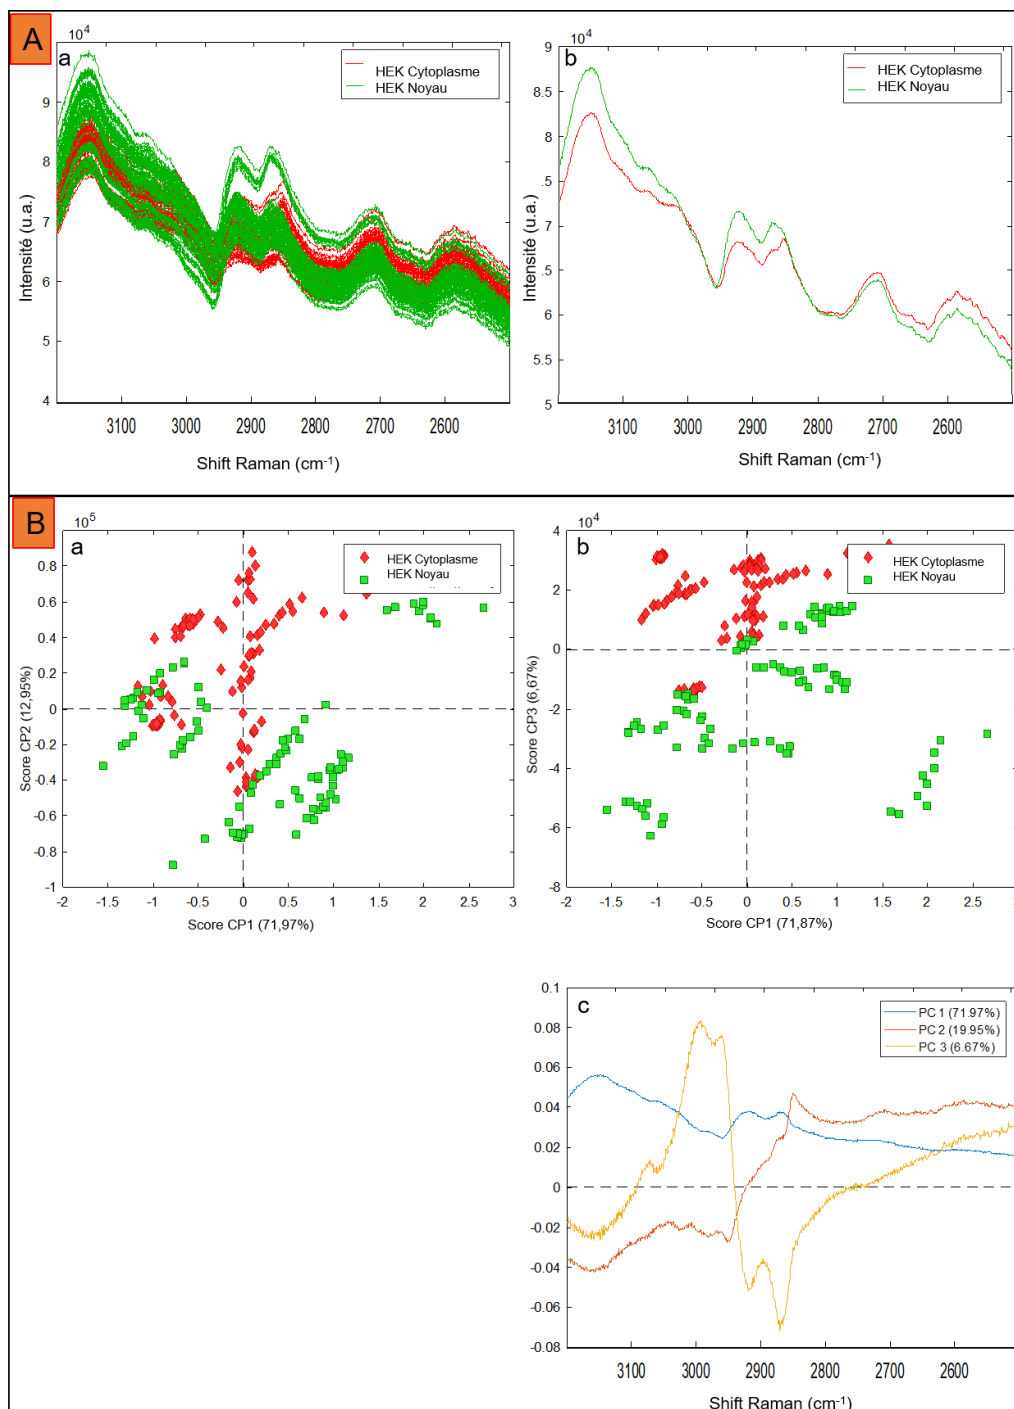 A
a
10⁴
HEK Cytoplasme
HEK Noyau
Intensité (u.a.)
10
9
8
7
6
5
4
3100 3000 2900 2800 2700 2600
Shift Raman (cm⁻¹)
b
10⁴
HEK Cytoplasme
HEK Noyau
Intensité (u.a.)
9
8.5
8
7.5
7
6.5
6
5.5
5
3100 3000 2900 2800 2700 2600
Shift Raman (cm⁻¹)
B
a
10⁵
HEK Cytoplasme
HEK Noyau
Score CP2 (12,95%)
0.8
0.6
0.4
0.2
0
-0.2
-0.4
-0.6
-0.8
-1
-2 -1.5 -1 -0.5 0 0.5 1 1.5 2 2.5 3
Score CP1 (71,97%)
b
10⁴
HEK Cytoplasme
HEK Noyau
Score CP3 (6,67%)
4
2
0
-2
-4
-6
-8
-2 -1.5 -1 -0.5 0 0.5 1 1.5 2 2.5 3
Score CP1 (71,87%)
c
PC 1 (71.97%)
PC 2 (19.95%)
PC 3 (6.67%)
0.1
0.08
0.06
0.04
0.02
0
-0.02
-0.04
-0.06
-0.08
3100 3000 2900 2800 2700 2600
Shift Raman (cm⁻¹)